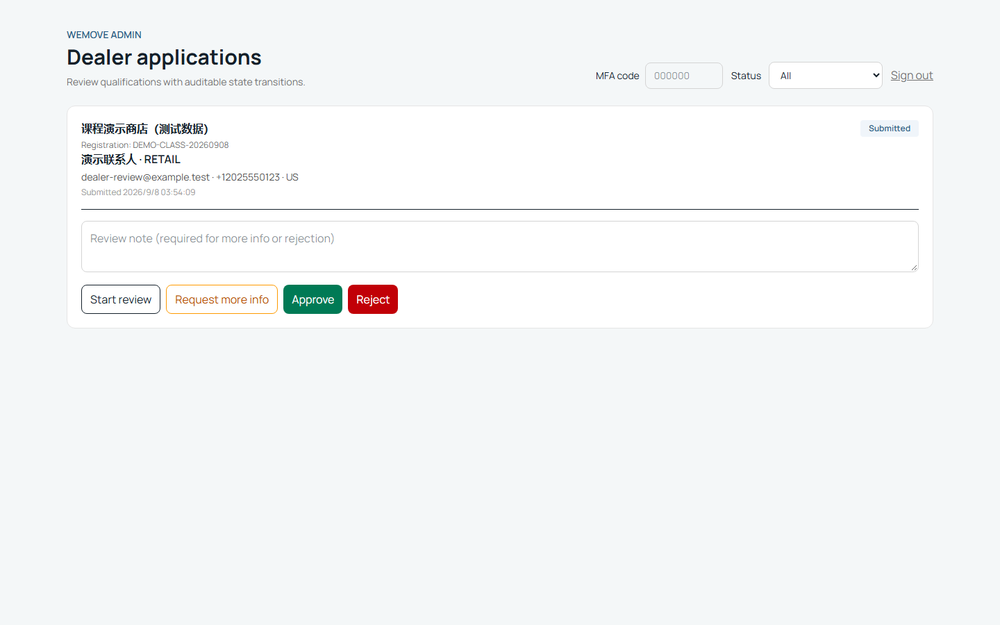 WEMOVE ADMIN
Dealer applications
Review qualifications with auditable state transitions.
MFA code 000000 Status All Sign out
课程演示商店（测试数据） Submitted
Registration: DEMO-CLASS-20260908
演示联系人 · RETAIL
dealer-review@example.test · +12025550123 · US
Submitted 2026/9/8 03:54:09
Review note (required for more info or rejection)
Start review Request more info Approve Reject